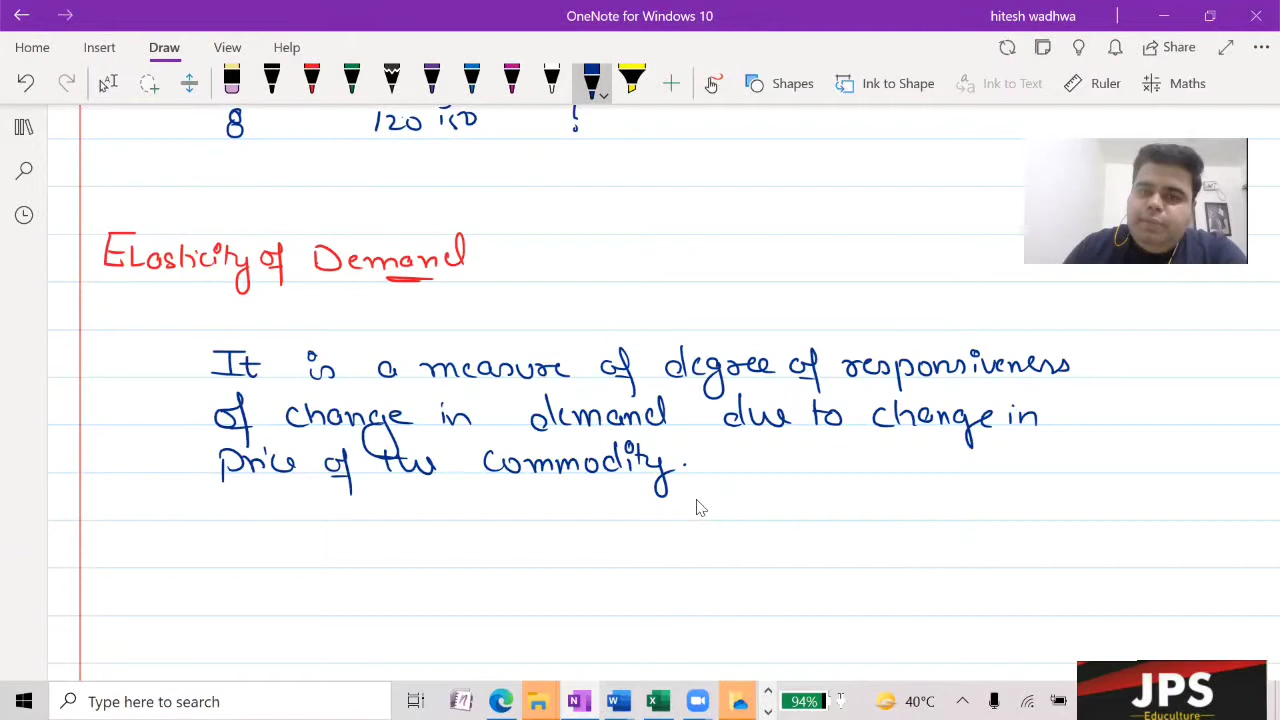 OneNote for Windows 10
hitesh wadhwa
Home Insert Draw View Help
Share
Shapes Ink to Shape Ink to Text Ruler Maths
8 120 150
Elasticity of Demand
It is a measure of degree of responsiveness
of change in demand due to change in
price of the commodity.
Type here to search
94%
40°C
JPS
Educulture